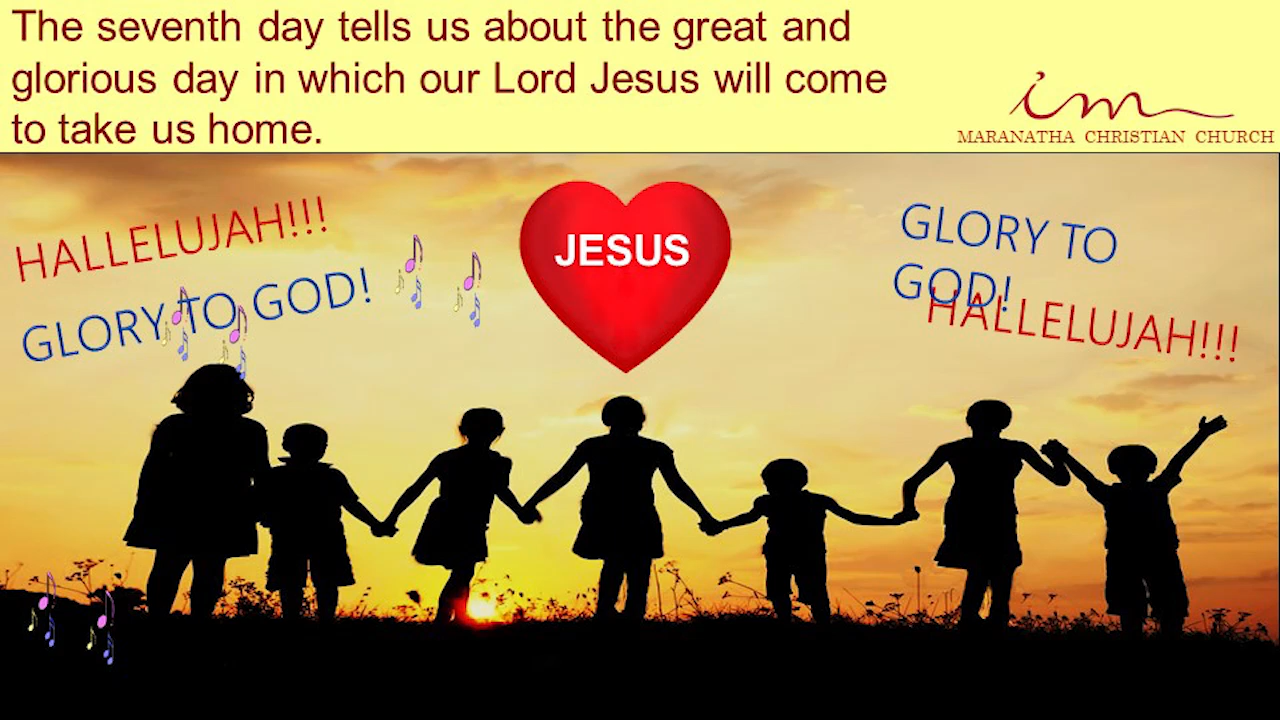 The seventh day tells us about the great and
glorious day in which our Lord Jesus will come
to take us home.
im
MARANATHA CHRISTIAN CHURCH
HALLELUJAH!!!
GLORY TO GOD!
JESUS
GLORY TO
GOD!
HALLELUJAH!!!